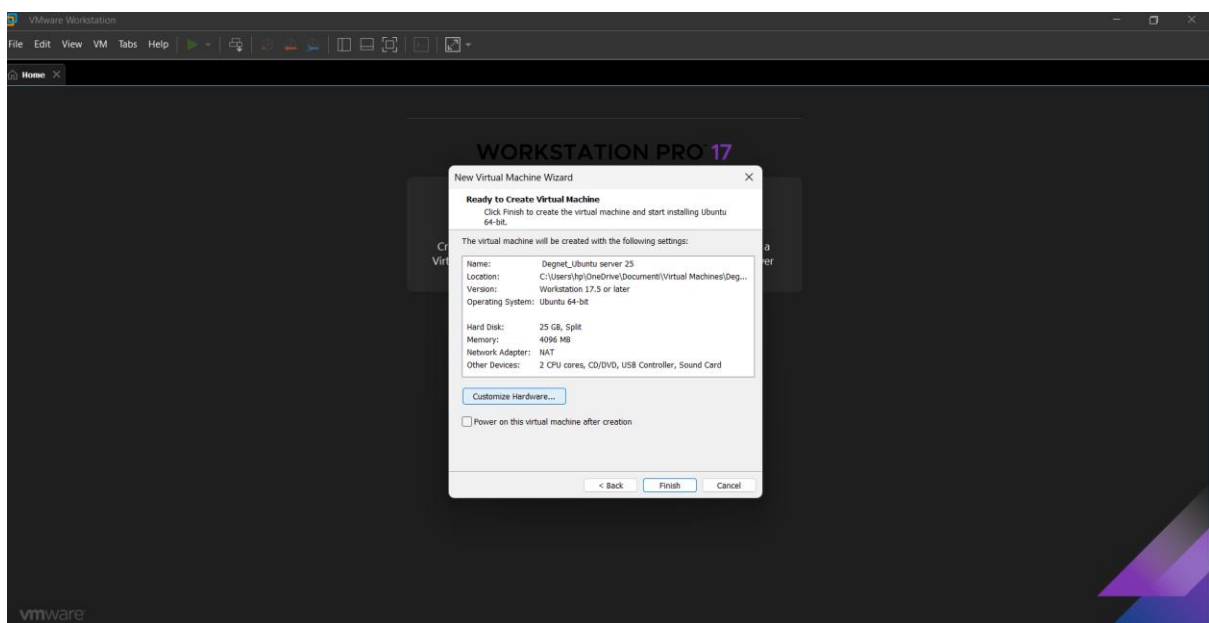 VMware Workstation
File Edit View VM Tabs Help
Home
WORKSTATION PRO 17
New Virtual Machine Wizard
Ready to Create Virtual Machine
Click Finish to create the virtual machine and start installing Ubuntu
64-bit.
Cr
Virt
a
er
The virtual machine will be created with the following settings:
Name: Degnet_Ubuntu server 25
Location: C:\Users\hp\OneDrive\Documenti\Virtual Machines\Deg...
Version: Workstation 17.5 or later
Operating System: Ubuntu 64-bit
Hard Disk: 25 GB, Split
Memory: 4096 MB
Network Adapter: NAT
Other Devices: 2 CPU cores, CD/DVD, USB Controller, Sound Card
Customize Hardware...
Power on this virtual machine after creation
< Back Finish Cancel
vmware